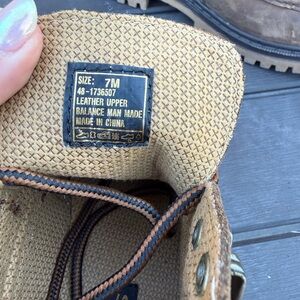 SIZE: 7M
48-1736507
LEATHER UPPER
BALANCE MAN MADE
MADE IN CHINA